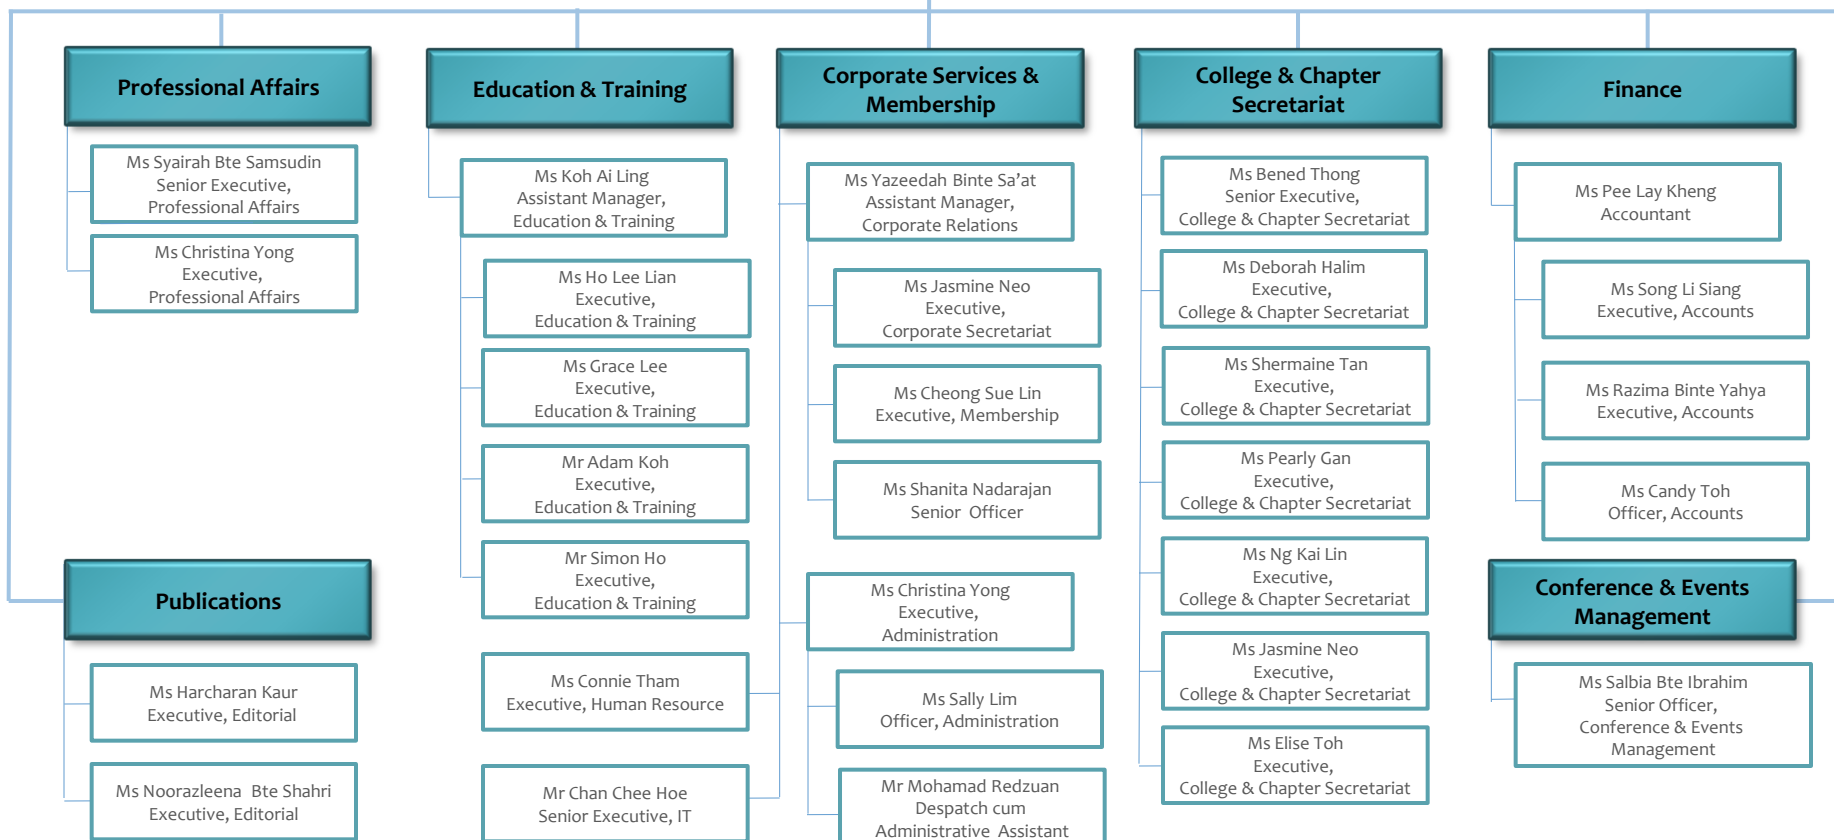 Professional Affairs
Ms Syairah Bte Samsudin
Senior Executive,
Professional Affairs
Ms Christina Yong
Executive,
Professional Affairs
Publications
Ms Harcharan Kaur
Executive, Editorial
Ms Noorazleena Bte Shahri
Executive, Editorial
Education & Training
Ms Koh Ai Ling
Assistant Manager,
Education & Training
Ms Ho Lee Lian
Executive,
Education & Training
Ms Grace Lee
Executive,
Education & Training
Mr Adam Koh
Executive,
Education & Training
Mr Simon Ho
Executive,
Education & Training
Corporate Services &
Membership
Ms Yazeedah Binte Sa’at
Assistant Manager,
Corporate Relations
Ms Jasmine Neo
Executive,
Corporate Secretariat
Ms Cheong Sue Lin
Executive, Membership
Ms Shanita Nadarajan
Senior Officer
Ms Christina Yong
Executive,
Administration
Ms Sally Lim
Officer, Administration
Mr Mohamad Redzuan
Despatch cum
Administrative Assistant
Ms Connie Tham
Executive, Human Resource
Mr Chan Chee Hoe
Senior Executive, IT
College & Chapter
Secretariat
Ms Bened Thong
Senior Executive,
College & Chapter Secretariat
Ms Deborah Halim
Executive,
College & Chapter Secretariat
Ms Shermaine Tan
Executive,
College & Chapter Secretariat
Ms Pearly Gan
Executive,
College & Chapter Secretariat
Ms Ng Kai Lin
Executive,
College & Chapter Secretariat
Ms Jasmine Neo
Executive,
College & Chapter Secretariat
Ms Elise Toh
Executive,
College & Chapter Secretariat
Finance
Ms Pee Lay Kheng
Accountant
Ms Song Li Siang
Executive, Accounts
Ms Razima Binte Yahya
Executive, Accounts
Ms Candy Toh
Officer, Accounts
Conference & Events
Management
Ms Salbia Bte Ibrahim
Senior Officer,
Conference & Events
Management